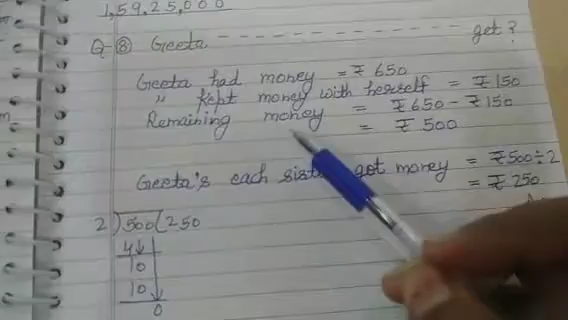 1,59,25,000
Q ⑧ Geeta - - - - - - - - - - - - - - - get?
Geeta had money = ₹ 650
" Kept money with herself = ₹ 150
Remaining money = ₹ 650 - ₹ 150
= ₹ 500
Geeta's each got money = ₹ 500 ÷ 2
= ₹ 250
2)500(250
4↓
10
10
0